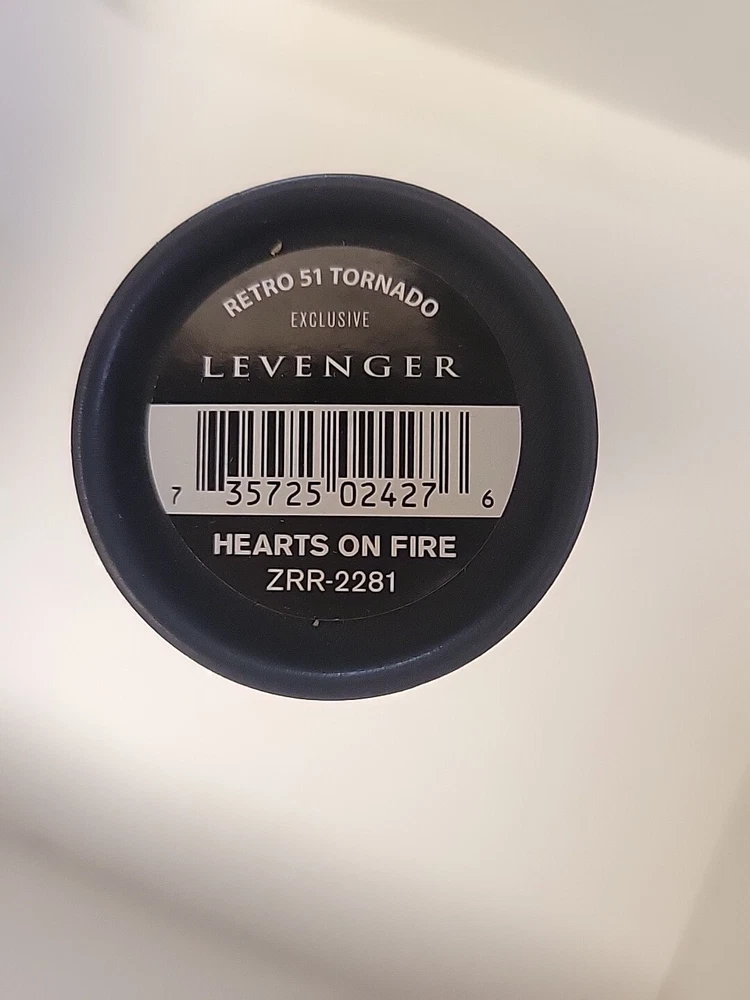 RETRO 51 TORNADO
EXCLUSIVE
LEVENGER
7 35725 02427 6
HEARTS ON FIRE
ZRR-2281